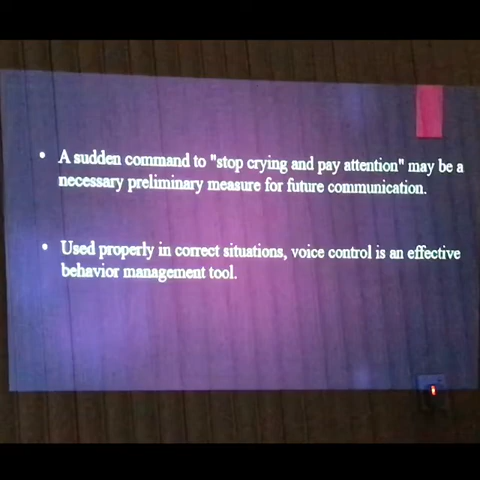 • A sudden command to "stop crying and pay attention" may be a
necessary preliminary measure for future communication.
• Used properly in correct situations, voice control is an effective
behavior management tool.